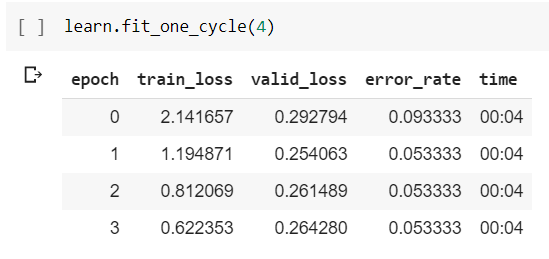 [ ] learn.fit_one_cycle(4)
epoch train_loss valid_loss error_rate time
0 2.141657 0.292794 0.093333 00:04
1 1.194871 0.254063 0.053333 00:04
2 0.812069 0.261489 0.053333 00:04
3 0.622353 0.264280 0.053333 00:04